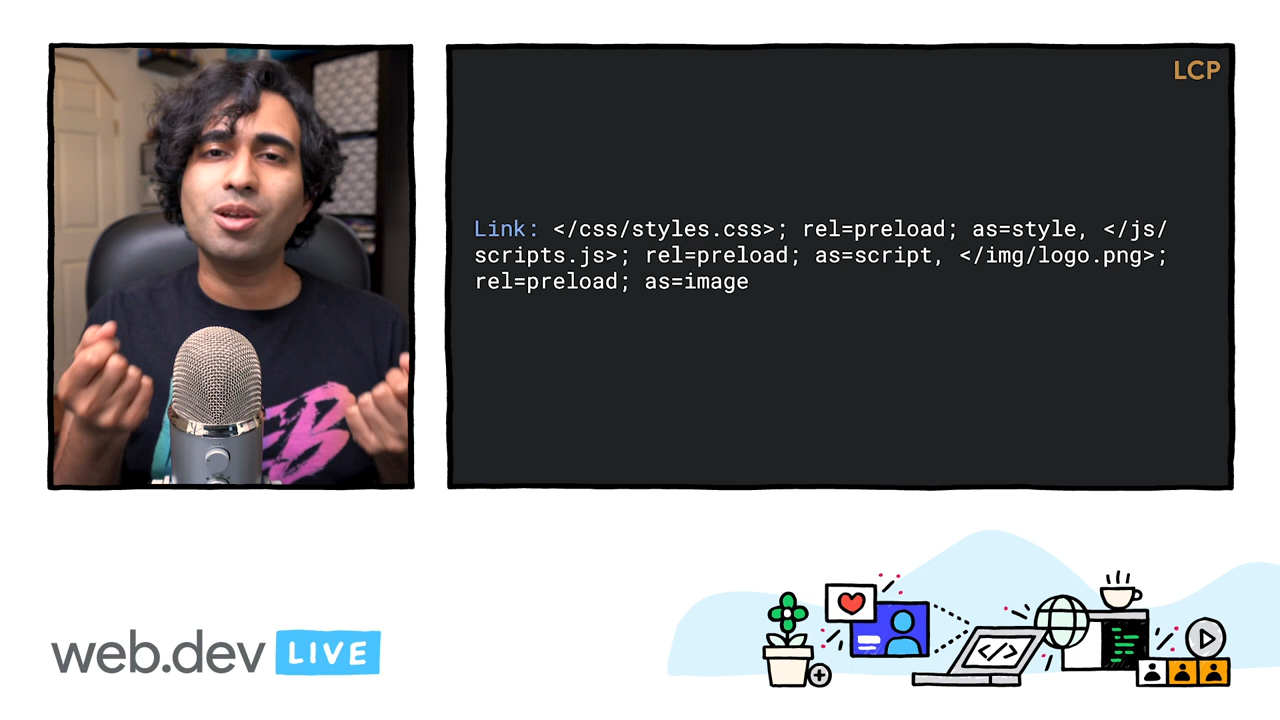 LCP
Link: </css/styles.css>; rel=preload; as=style, </js/
scripts.js>; rel=preload; as=script, </img/logo.png>;
rel=preload; as=image
web.dev LIVE